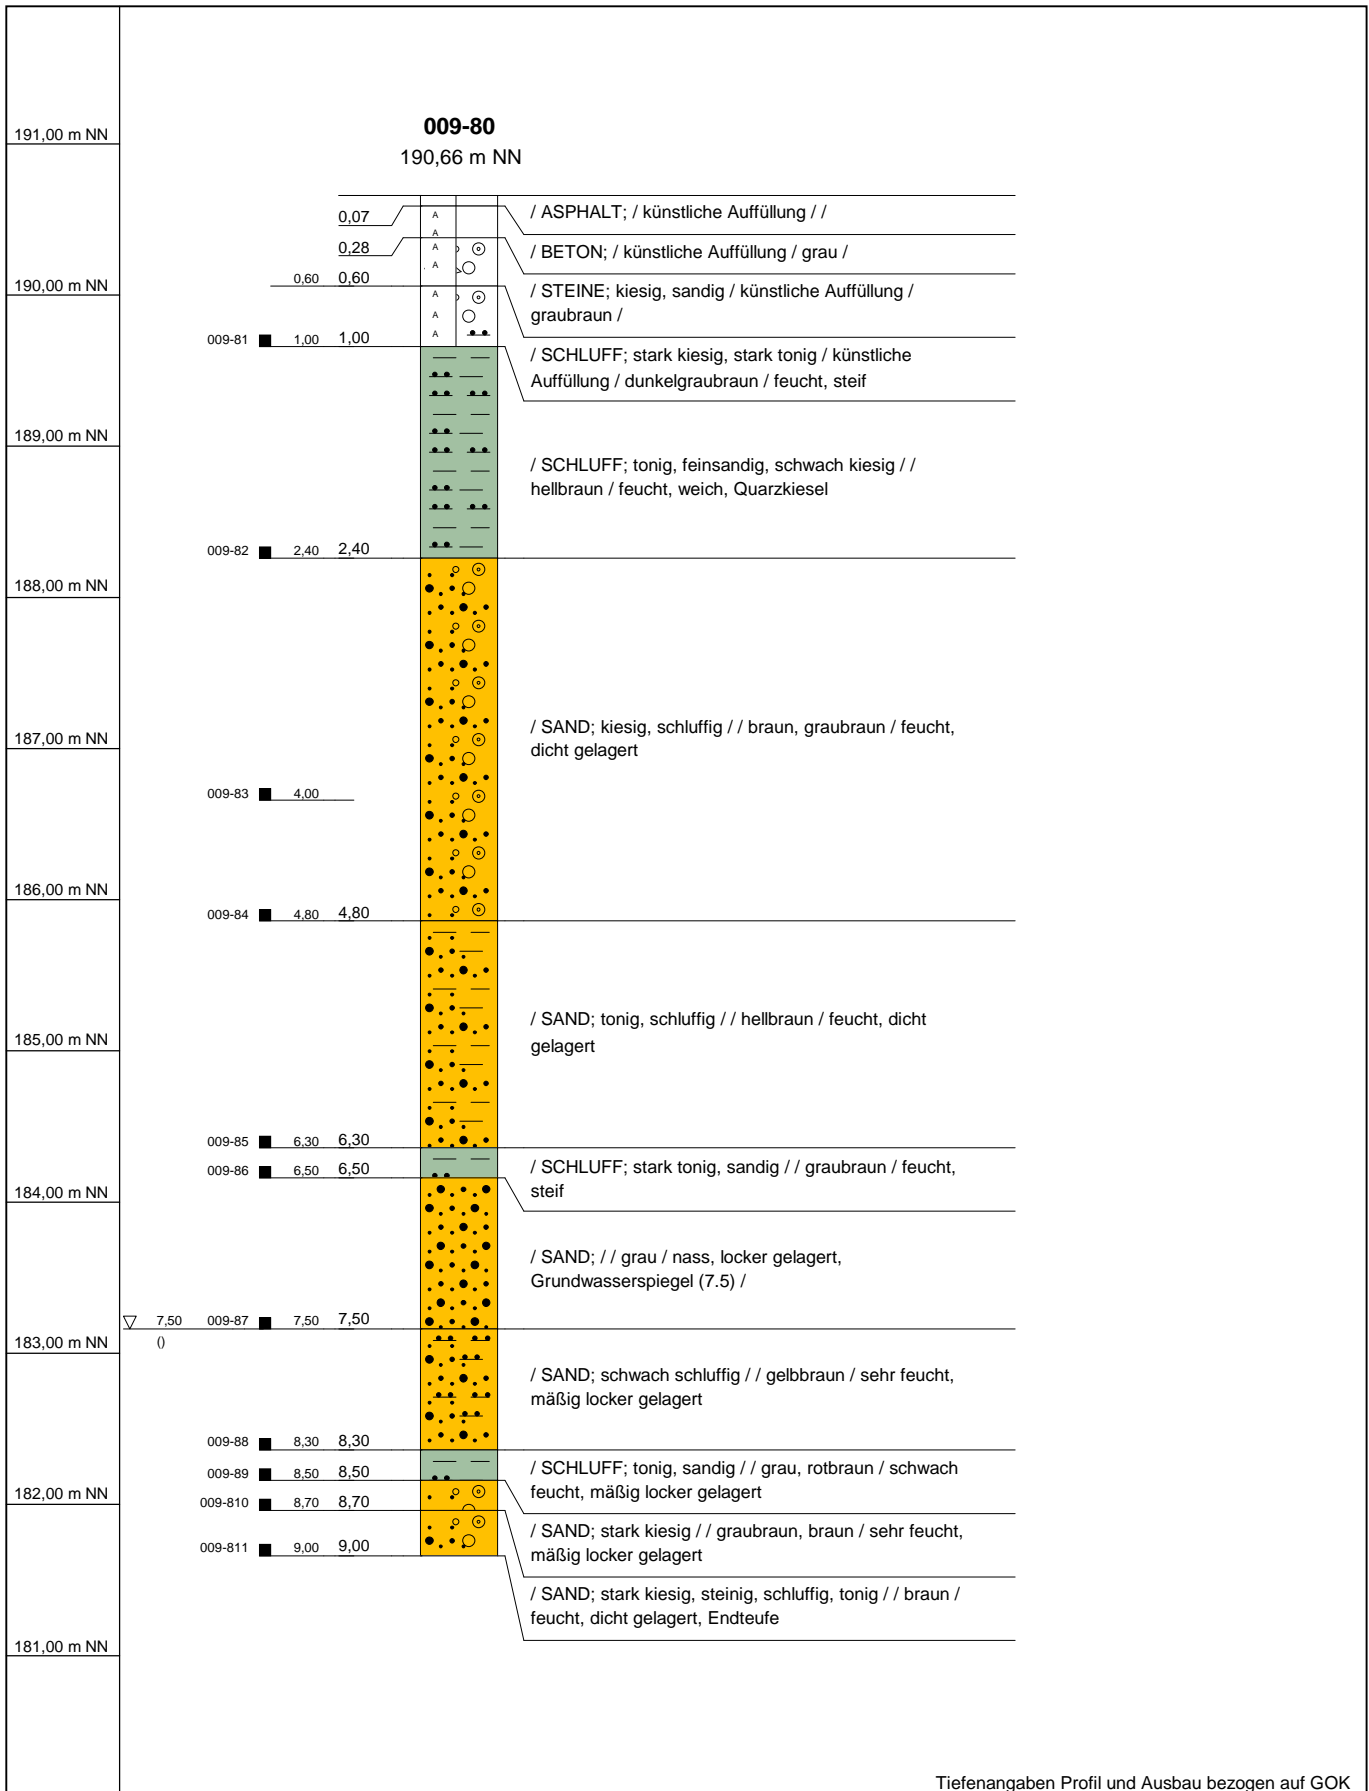 009-80
190,66 m NN
191,00 m NN
190,00 m NN
189,00 m NN
188,00 m NN
187,00 m NN
186,00 m NN
185,00 m NN
184,00 m NN
183,00 m NN
182,00 m NN
181,00 m NN
0,07
/ ASPHALT; / künstliche Auffüllung / /
0,28
/ BETON; / künstliche Auffüllung / grau /
0,60 0,60
/ STEINE; kiesig, sandig / künstliche Auffüllung /
graubraun /
A
A
A
A
A
A
A
009-81 1,00 1,00
/ SCHLUFF; stark kiesig, stark tonig / künstliche
Auffüllung / dunkelgraubraun / feucht, steif
/ SCHLUFF; tonig, feinsandig, schwach kiesig / /
hellbraun / feucht, weich, Quarzkiesel
009-82 2,40 2,40
/ SAND; kiesig, schluffig / / braun, graubraun / feucht,
dicht gelagert
009-83 4,00
009-84 4,80 4,80
/ SAND; tonig, schluffig / / hellbraun / feucht, dicht
gelagert
009-85 6,30 6,30
009-86 6,50 6,50
/ SCHLUFF; stark tonig, sandig / / graubraun / feucht,
steif
/ SAND; / / grau / nass, locker gelagert,
Grundwasserspiegel (7.5) /
7,50 009-87 7,50 7,50
()
/ SAND; schwach schluffig / / gelbbraun / sehr feucht,
mäßig locker gelagert
009-88 8,30 8,30
009-89 8,50 8,50
/ SCHLUFF; tonig, sandig / / grau, rotbraun / schwach
feucht, mäßig locker gelagert
009-810 8,70 8,70
/ SAND; stark kiesig / / graubraun, braun / sehr feucht,
mäßig locker gelagert
009-811 9,00 9,00
/ SAND; stark kiesig, steinig, schluffig, tonig / / braun /
feucht, dicht gelagert, Endteufe
Tiefenangaben Profil und Ausbau bezogen auf GOK